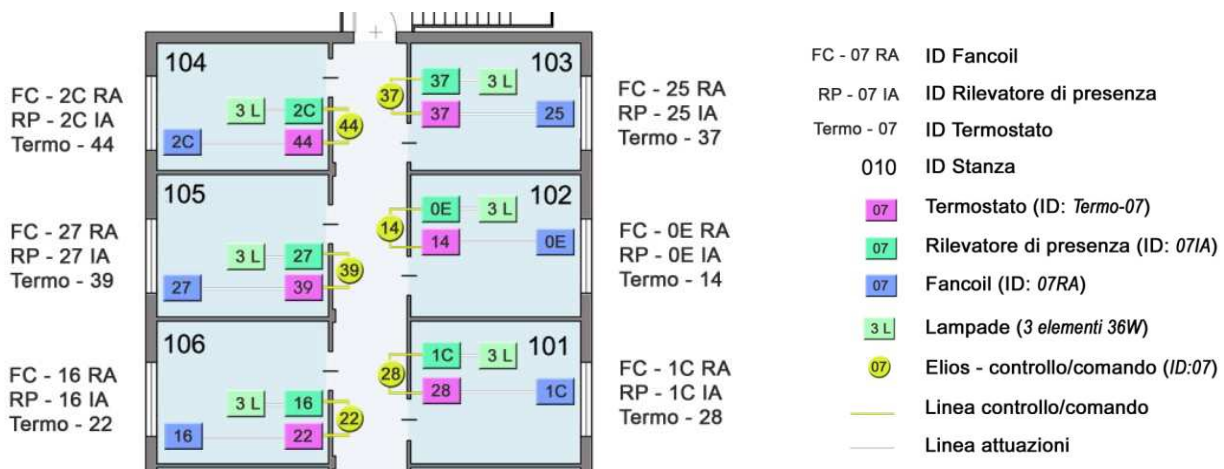 FC - 2C RA
RP - 2C IA
Termo - 44
104
3 L
2C
44
2C
44
103
37
3 L
37
37
25
FC - 25 RA
RP - 25 IA
Termo - 37
FC - 27 RA
RP - 27 IA
Termo - 39
105
3 L
27
39
27
39
102
0E
3 L
14
14
0E
FC - 0E RA
RP - 0E IA
Termo - 14
FC - 16 RA
RP - 16 IA
Termo - 22
106
3 L
16
22
16
22
101
1C
3 L
28
28
1C
FC - 1C RA
RP - 1C IA
Termo - 28
FC - 07 RA ID Fancoil
RP - 07 IA ID Rilevatore di presenza
Termo - 07 ID Termostato
010 ID Stanza
07 Termostato (ID: Termo-07)
07 Rilevatore di presenza (ID: 07IA)
07 Fancoil (ID: 07RA)
3 L Lampade (3 elementi 36W)
07 Elios - controllo/comando (ID:07)
Linea controllo/comando
Linea attuazioni